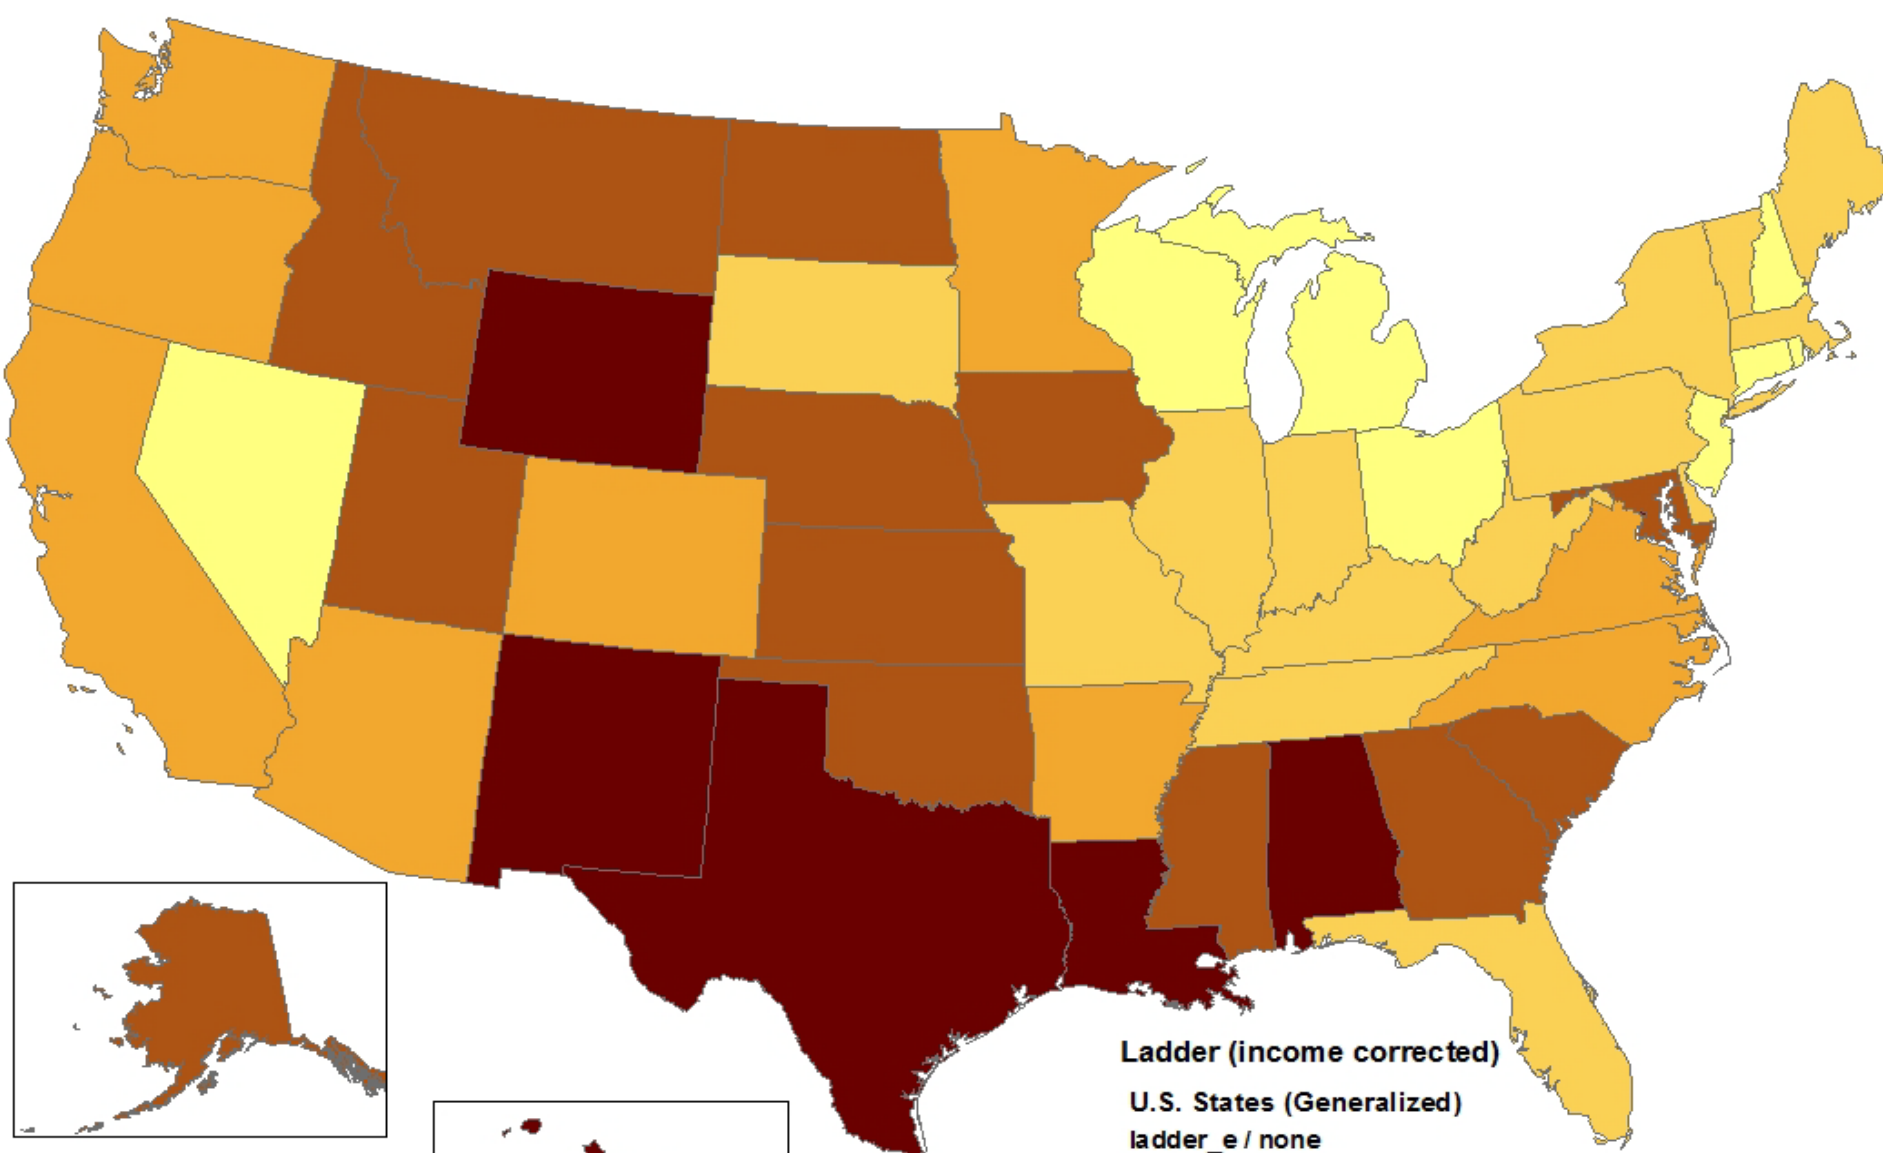 Ladder (income corrected)
U.S. States (Generalized)
ladder_e / none